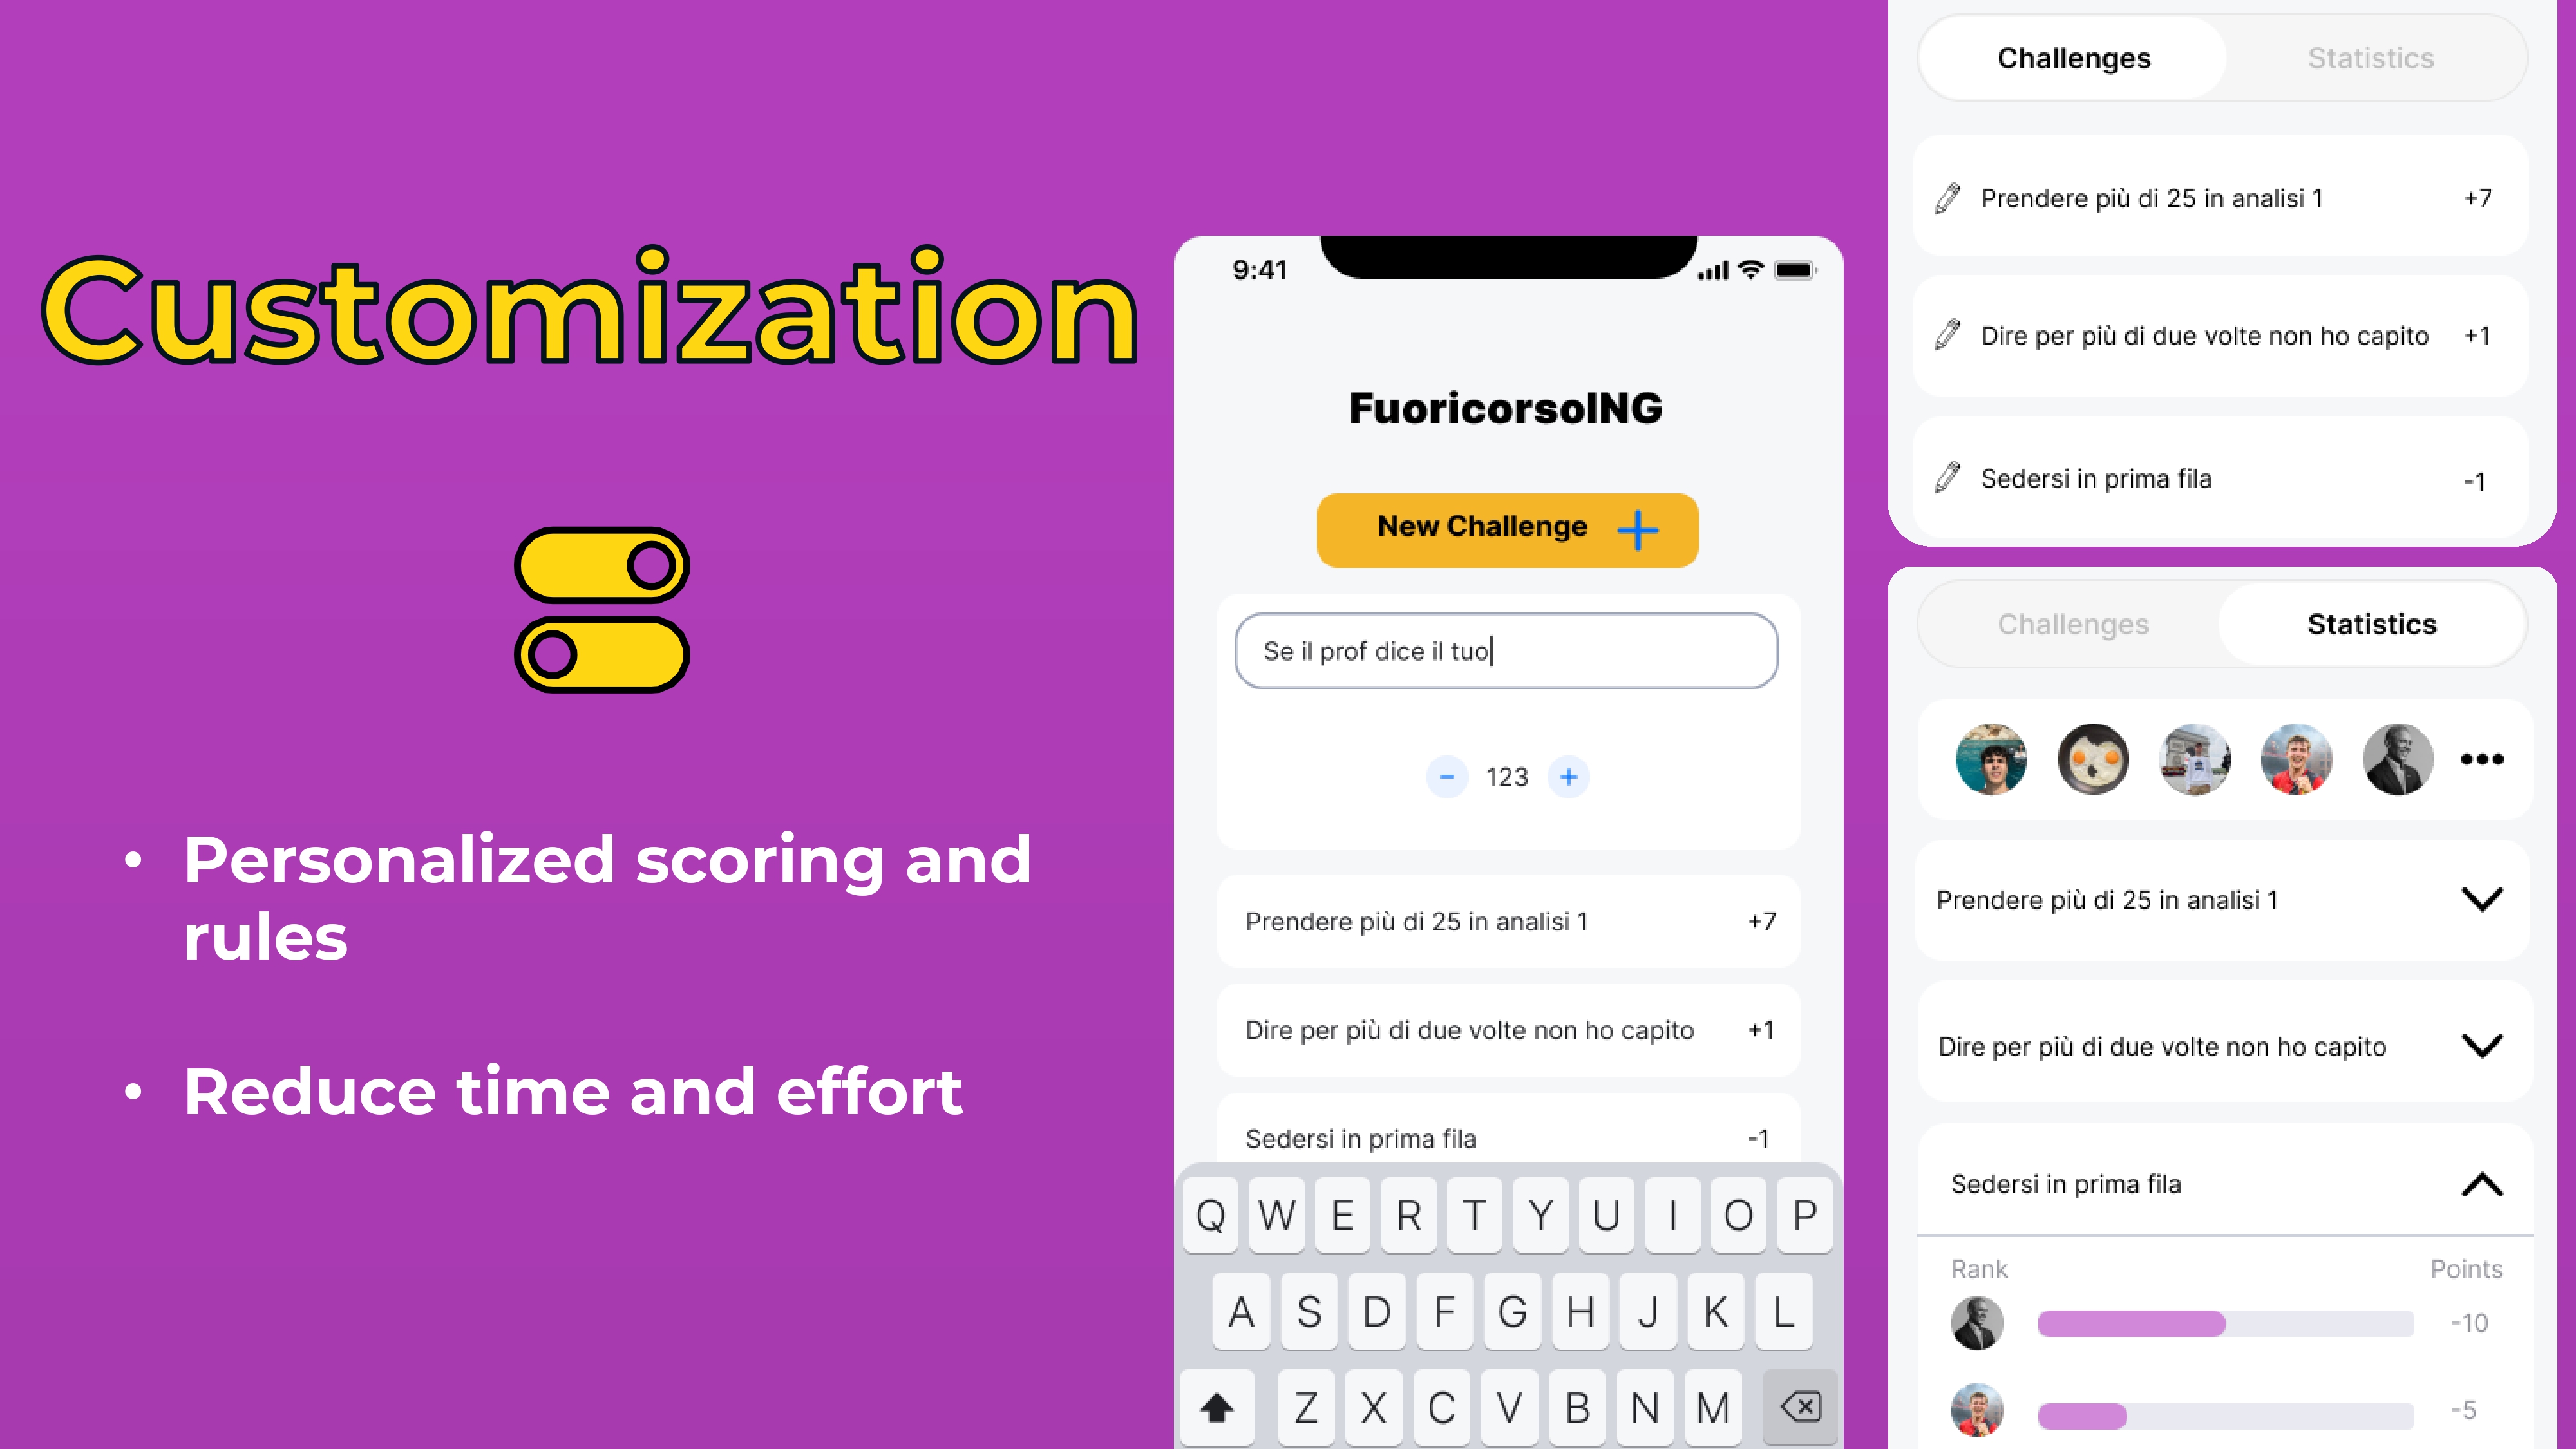 Customization
• Personalized scoring and
rules
• Reduce time and effort
9:41
FuoricorsoING
New Challenge +
Se il prof dice il tuo
- 123 +
Prendere più di 25 in analisi 1 +7
Dire per più di due volte non ho capito +1
Sedersi in prima fila -1
Q W E R T Y U I O P
A S D F G H J K L
Z X C V B N M
Challenges Statistics
Prendere più di 25 in analisi 1 +7
Dire per più di due volte non ho capito +1
Sedersi in prima fila -1
Challenges Statistics
Prendere più di 25 in analisi 1
Dire per più di due volte non ho capito
Sedersi in prima fila
Rank Points
-10
-5